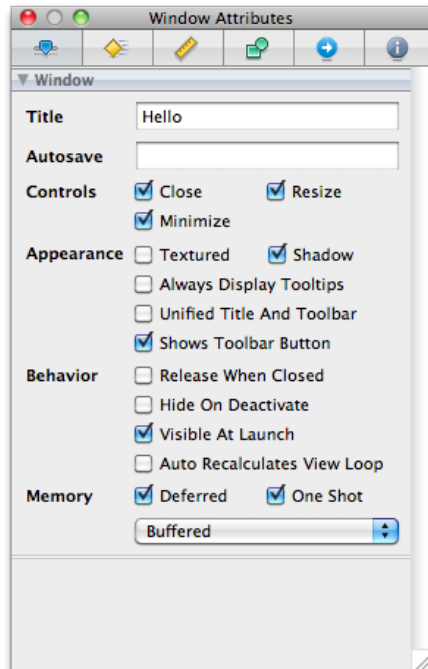 Window Attributes
Window
Title Hello
Autosave
Controls Close Resize
Minimize
Appearance Textured Shadow
Always Display Tooltips
Unified Title And Toolbar
Shows Toolbar Button
Behavior Release When Closed
Hide On Deactivate
Visible At Launch
Auto Recalculates View Loop
Memory Deferred One Shot
Buffered